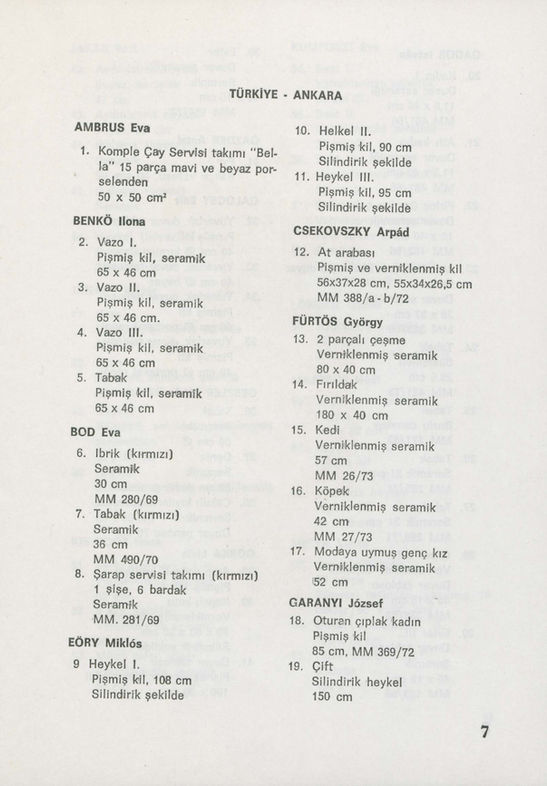 TÜRKİYE - ANKARA
AMBRUS Eva
1. Komple Çay Servisi takımı "Bel-
la" 15 parça mavi ve beyaz por-
selenden
50 x 50 cm²
BENKÖ Ilona
2. Vazo I.
Pişmiş kil, seramik
65 x 46 cm
3. Vazo II.
Pişmiş kil, seramik
65 x 46 cm.
4. Vazo III.
Pişmiş kil, seramik
65 x 46 cm
5. Tabak
Pişmiş kil, seramik
65 x 46 cm
BOD Eva
6. Ibrik (kırmızı)
Seramik
30 cm
MM 280/69
7. Tabak (kırmızı)
Seramik
36 cm
MM 490/70
8. Şarap servisi takımı (kırmızı)
1 şişe, 6 bardak
Seramik
MM. 281/69
EÖRY Miklós
9 Heykel I.
Pişmiş kil, 108 cm
Silindirik şekilde
10. Helkel II.
Pişmiş kil, 90 cm
Silindirik şekilde
11. Heykel III.
Pişmiş kil, 95 cm
Silindirik şekilde
CSEKOVSZKY Arpád
12. At arabası
Pişmiş ve verniklenmiş kil
56x37x28 cm, 55x34x26,5 cm
MM 388/a-b/72
FÜRTÖS György
13. 2 parçalı çeşme
Verniklenmiş seramik
80 x 40 cm
14. Fırıldak
Verniklenmiş seramik
180 x 40 cm
15. Kedi
Verniklenmiş seramik
57 cm
MM 26/73
16. Köpek
Verniklenmiş seramik
42 cm
MM 27/73
17. Modaya uymuş genç kız
Verniklenmiş seramik
52 cm
GARANYI József
18. Oturan çıplak kadın
Pişmiş kil
85 cm, MM 369/72
19. Çift
Silindirik heykel
150 cm
7